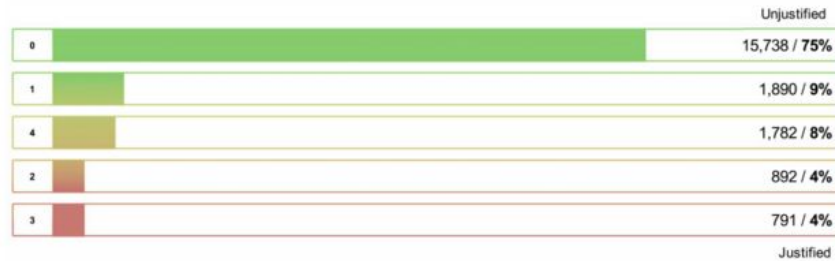 Unjustified
0 15,738 / 75%
1 1,890 / 9%
4 1,782 / 8%
2 892 / 4%
3 791 / 4%
Justified